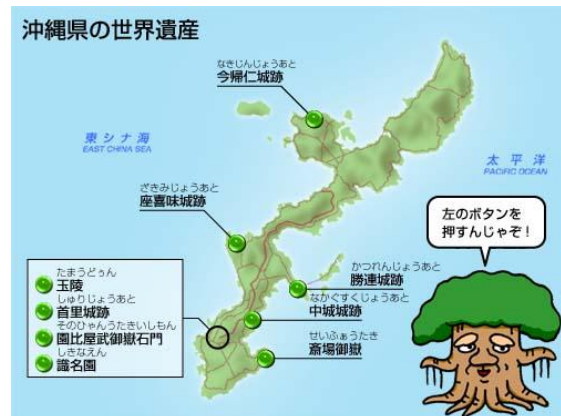 沖縄県の世界遺産
なきじんじょうあと
今帰仁城跡
東シナ海
EAST CHINA SEA
太平洋
PACIFIC OCEAN
ざきみじょうあと
座喜味城跡
左のボタンを
押すんじゃぞ!
かつれんじょうあと
勝連城跡
なかぐすくじょうあと
中城城跡
せいふぁうたき
斎場御嶽
たまうどぅん
玉陵
しゅりじょうあと
首里城跡
そのひゃんうたきいしもん
園比屋武御嶽石門
しきなえん
識名園